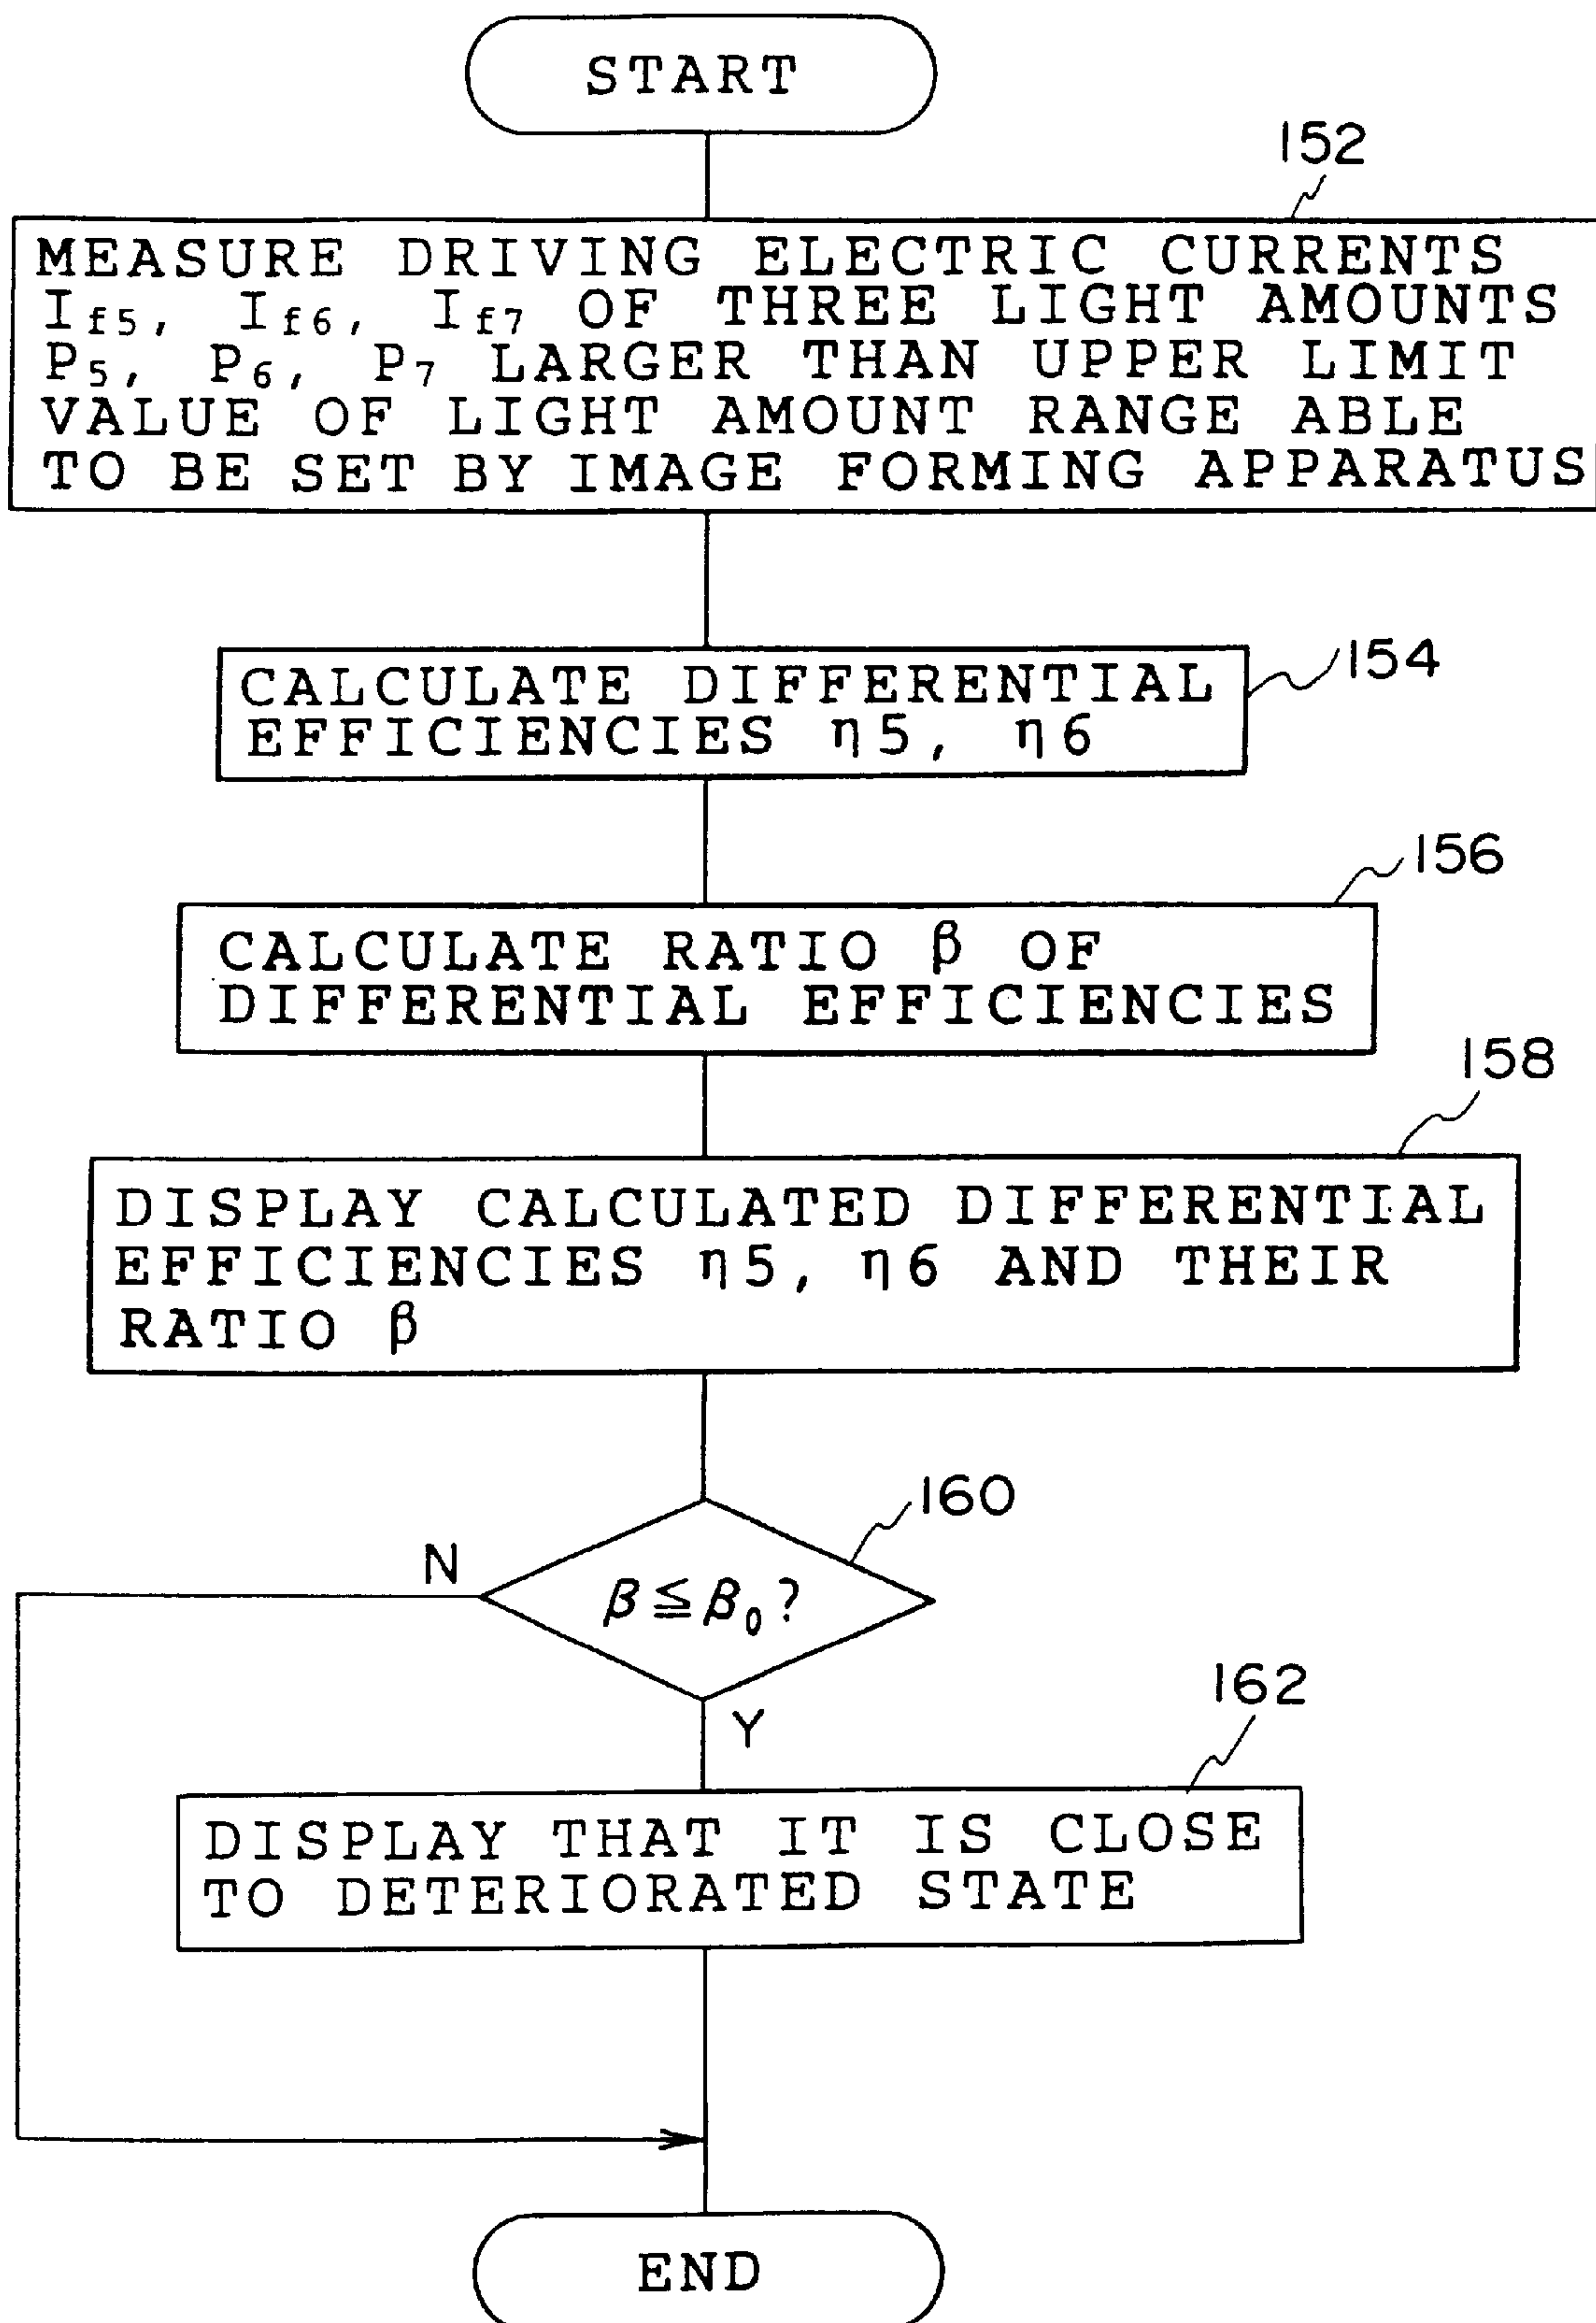 START
152
MEASURE DRIVING ELECTRIC CURRENTS
If5, If6, If7 OF THREE LIGHT AMOUNTS
P5, P6, P7 LARGER THAN UPPER LIMIT
VALUE OF LIGHT AMOUNT RANGE ABLE
TO BE SET BY IMAGE FORMING APPARATUS
154
CALCULATE DIFFERENTIAL
EFFICIENCIES η5, η6
156
CALCULATE RATIO β OF
DIFFERENTIAL EFFICIENCIES
158
DISPLAY CALCULATED DIFFERENTIAL
EFFICIENCIES η5, η6 AND THEIR
RATIO β
160
N
β≦β0?
Y
162
DISPLAY THAT IT IS CLOSE
TO DETERIORATED STATE
END